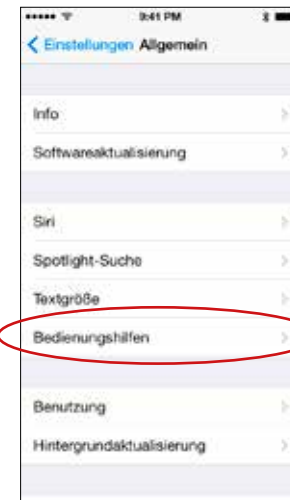 9:41 PM
Einstellungen Allgemein
Info
Softwareaktualisierung
Siri
Spotlight-Suche
Textgröße
Bedienungshilfen
Benutzung
Hintergrundaktualisierung